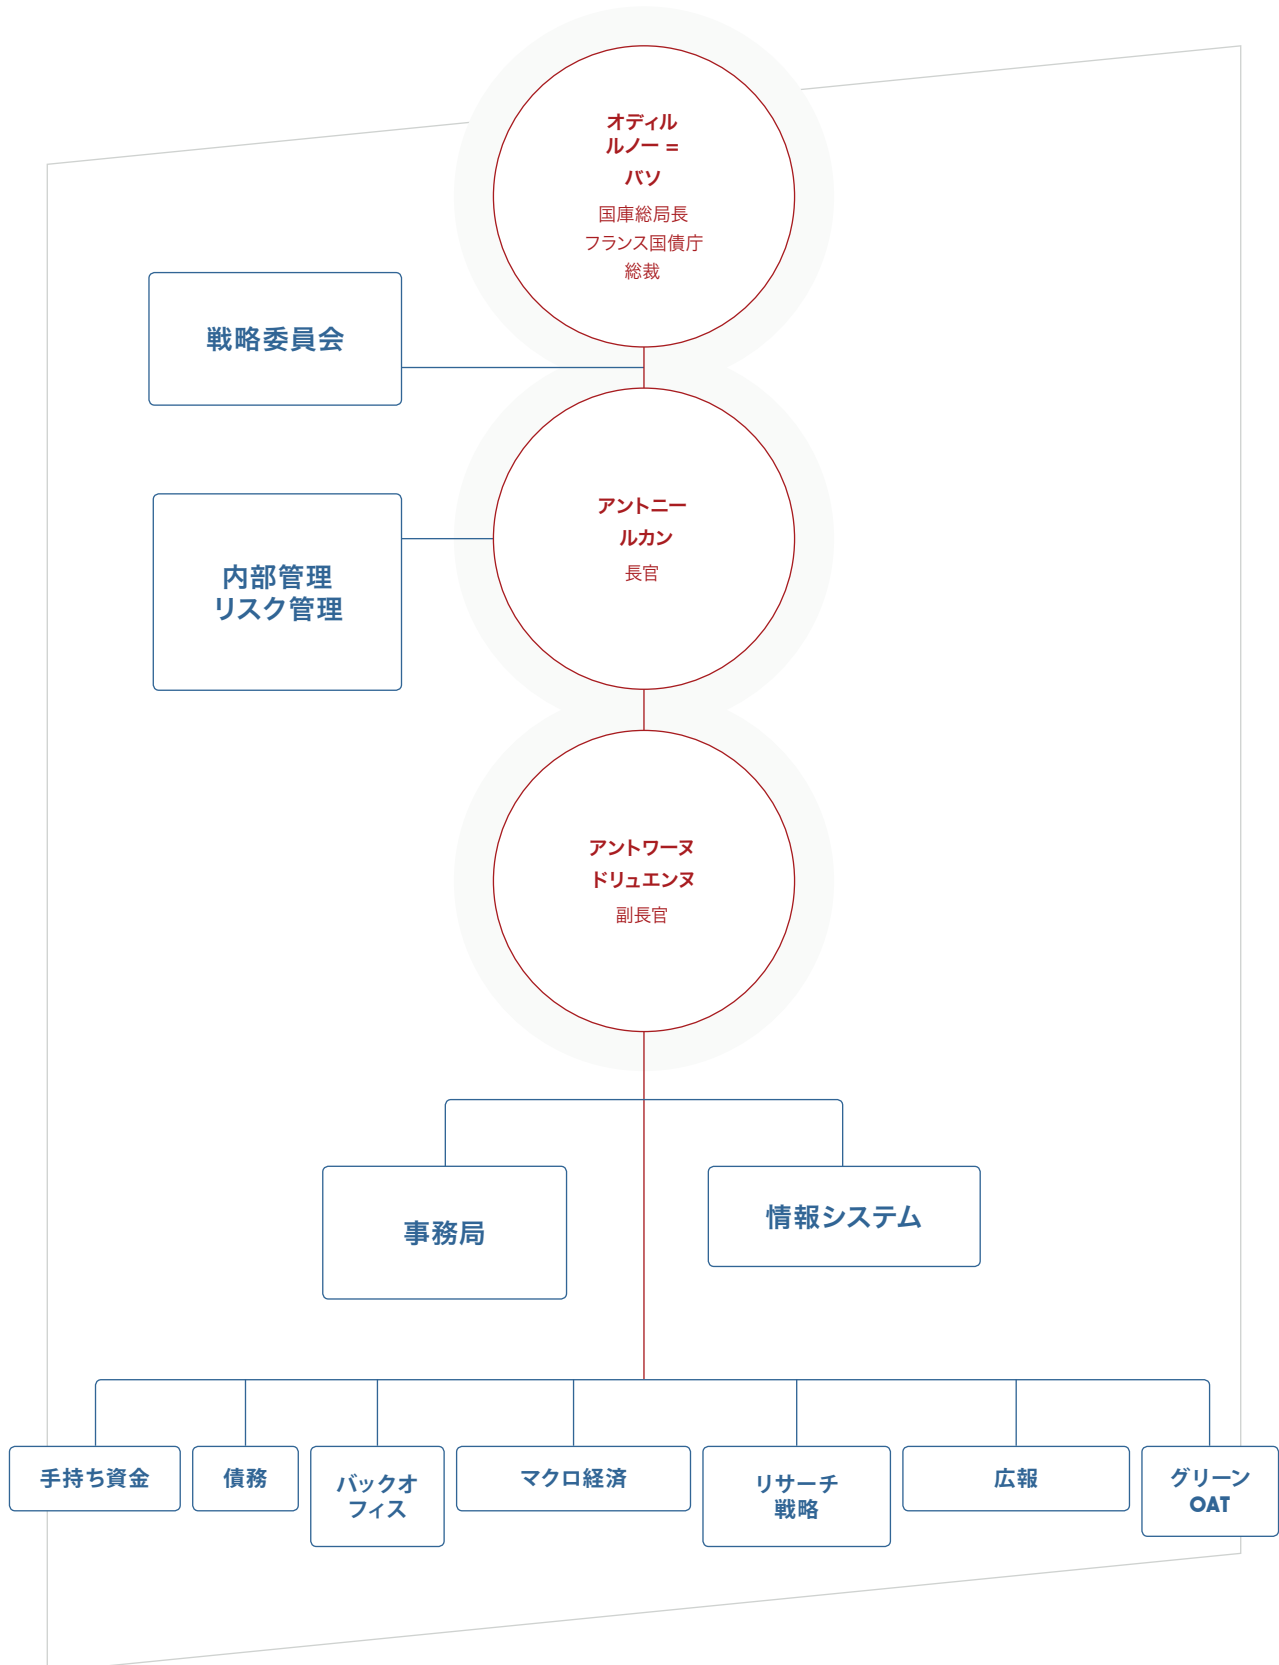 オディル
ルノー =
バソ
国庫総局長
フランス国債庁
総裁
戦略委員会
アントニー
ルカン
長官
内部管理
リスク管理
アントワーヌ
ドリュエンヌ
副長官
事務局
情報システム
手持ち資金
債務
バックオ
フィス
マクロ経済
リサーチ
戦略
広報
グリーン
OAT